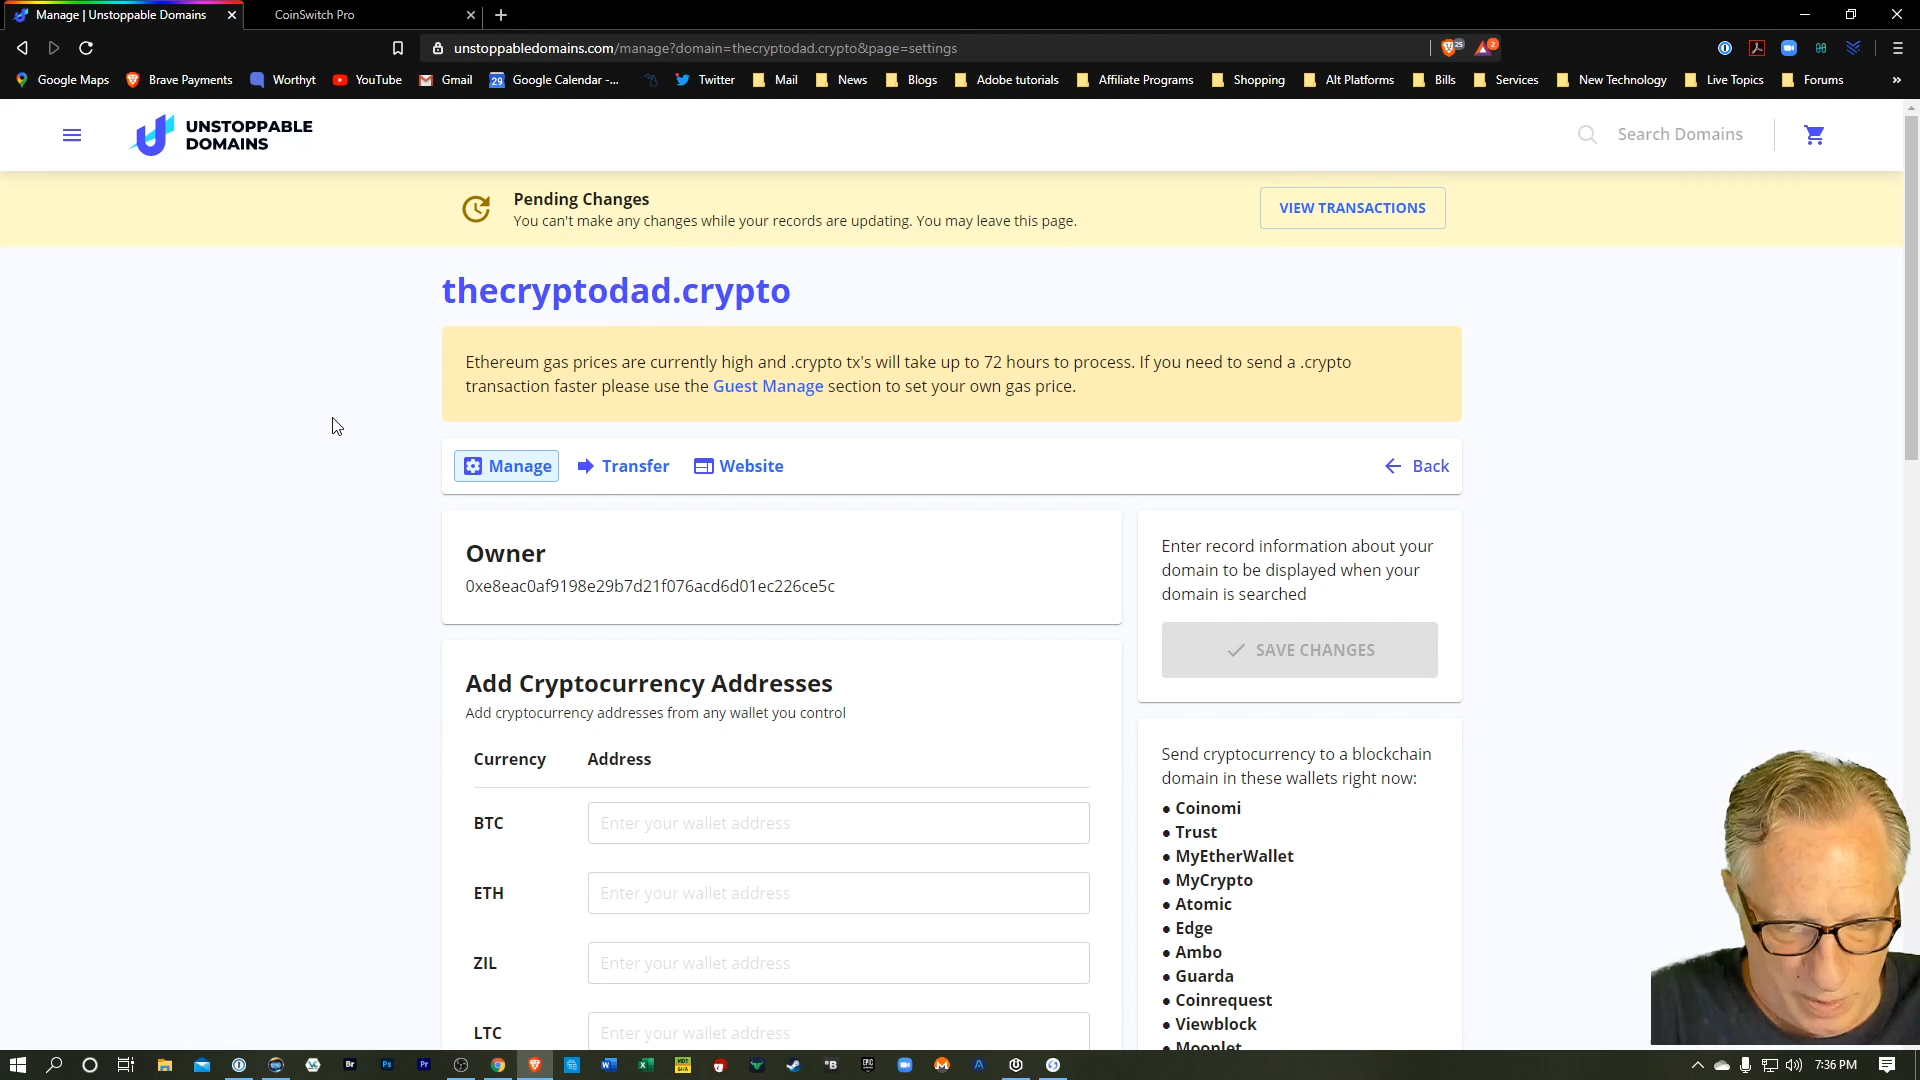 Manage | Unstoppable Domains
CoinSwitch Pro
unstoppabledomains.com/manage?domain=thecryptodad.crypto&page=settings
25
2
Google Maps
Brave Payments
Worthyt
YouTube
Gmail
29
Google Calendar -...
Twitter
Mail
News
Blogs
Adobe tutorials
Affiliate Programs
Shopping
Alt Platforms
Bills
Services
New Technology
Live Topics
Forums
»
UNSTOPPABLE
DOMAINS
Search Domains
Pending Changes
You can't make any changes while your records are updating. You may leave this page.
VIEW TRANSACTIONS
thecryptodad.crypto
Ethereum gas prices are currently high and .crypto tx's will take up to 72 hours to process. If you need to send a .crypto
transaction faster please use the Guest Manage section to set your own gas price.
Manage
Transfer
Website
Back
Owner
0xe8eac0af9198e29b7d21f076acd6d01ec226ce5c
Enter record information about your
domain to be displayed when your
domain is searched
SAVE CHANGES
Add Cryptocurrency Addresses
Add cryptocurrency addresses from any wallet you control
Currency
Address
BTC
Enter your wallet address
ETH
Enter your wallet address
ZIL
Enter your wallet address
LTC
Enter your wallet address
Send cryptocurrency to a blockchain
domain in these wallets right now:
• Coinomi
• Trust
• MyEtherWallet
• MyCrypto
• Atomic
• Edge
• Ambo
• Guarda
• Coinrequest
• Viewblock
• Moonlet
Br
Ps
Pr
7:36 PM